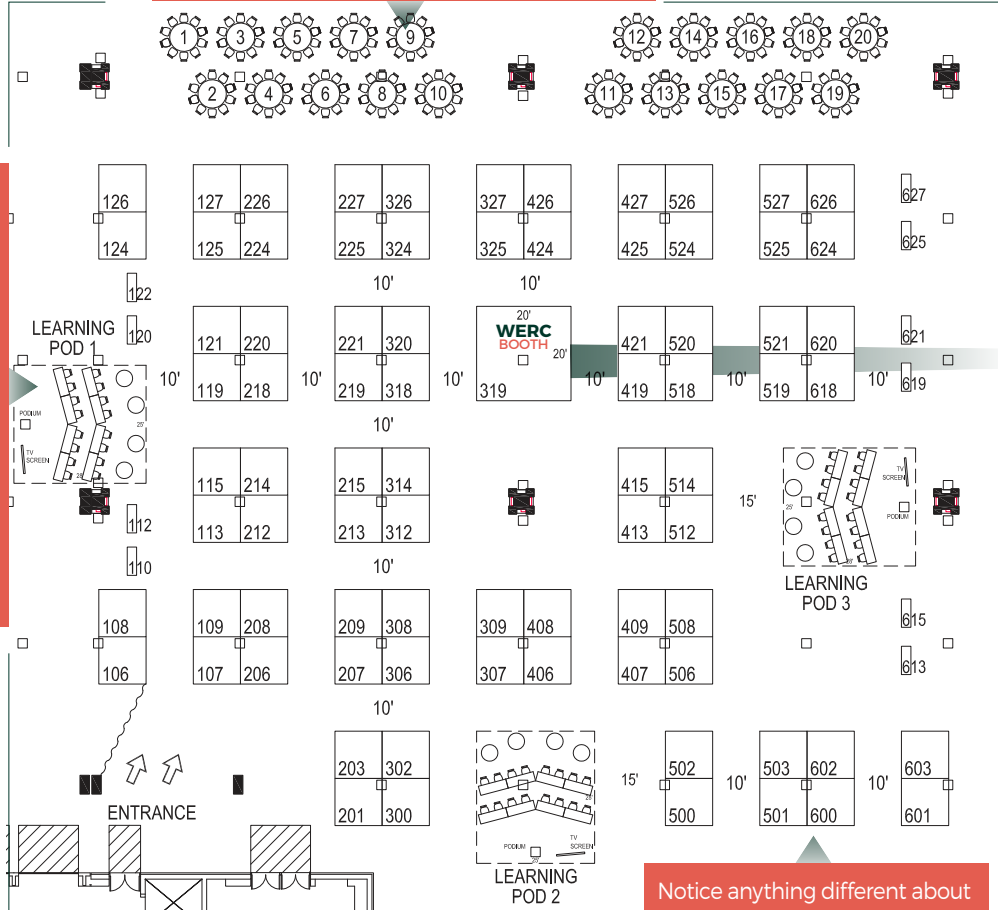 1 3 5 7 9 12 14 16 18 20
2 4 6 8 10 11 13 15 17 19
126 127 226 227 326 327 426 427 526 527 626 627
124 125 224 225 324 325 424 425 524 525 624 625
10' 10'
122
LEARNING
POD 1
120
121 220 221 320
20'
WERC
BOOTH
20'
421 520 521 620 621
10' 10' 10' 10' 10' 10'
119 218 219 318 319 419 518 519 618 619
PODIUM
25'
TV
SCREEN
25'
10'
115 214 215 314 415 514
15'
113 212 213 312 413 512
112
110
10'
TV
SCREEN
25'
PODIUM
25'
LEARNING
POD 3
108 109 208 209 308 309 408 409 508 615
106 107 206 207 306 307 406 407 506 613
10'
203 302 502 503 602 603
15' 10' 10'
201 300 500 501 600 601
ENTRANCE
25'
PODIUM
TV
SCREEN
25'
LEARNING
POD 2
Notice anything different about